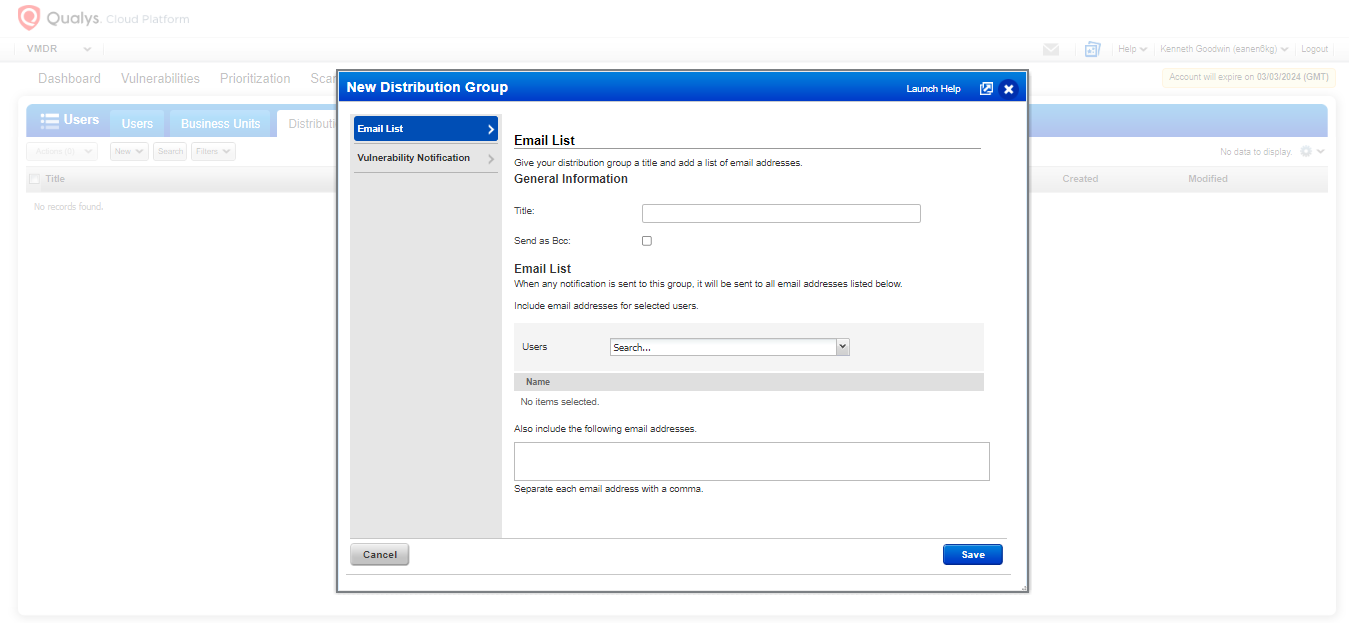 Qualys. Cloud Platform
VMDR
Help
Kenneth Goodwin (eanen6kg)
Logout
Dashboard
Vulnerabilities
Prioritization
Account will expire on 03/03/2024 (GMT)
Users
Users
Business Units
Actions (0)
New
Search
Filters
No data to display.
Title
Created
Modified
No records found.
New Distribution Group
Launch Help
Email List
Vulnerability Notification
Email List
Give your distribution group a title and add a list of email addresses.
General Information
Title:
Send as Bcc:
Email List
When any notification is sent to this group, it will be sent to all email addresses listed below.
Include email addresses for selected users.
Users
Search...
Name
No items selected.
Also include the following email addresses.
Separate each email address with a comma.
Cancel
Save